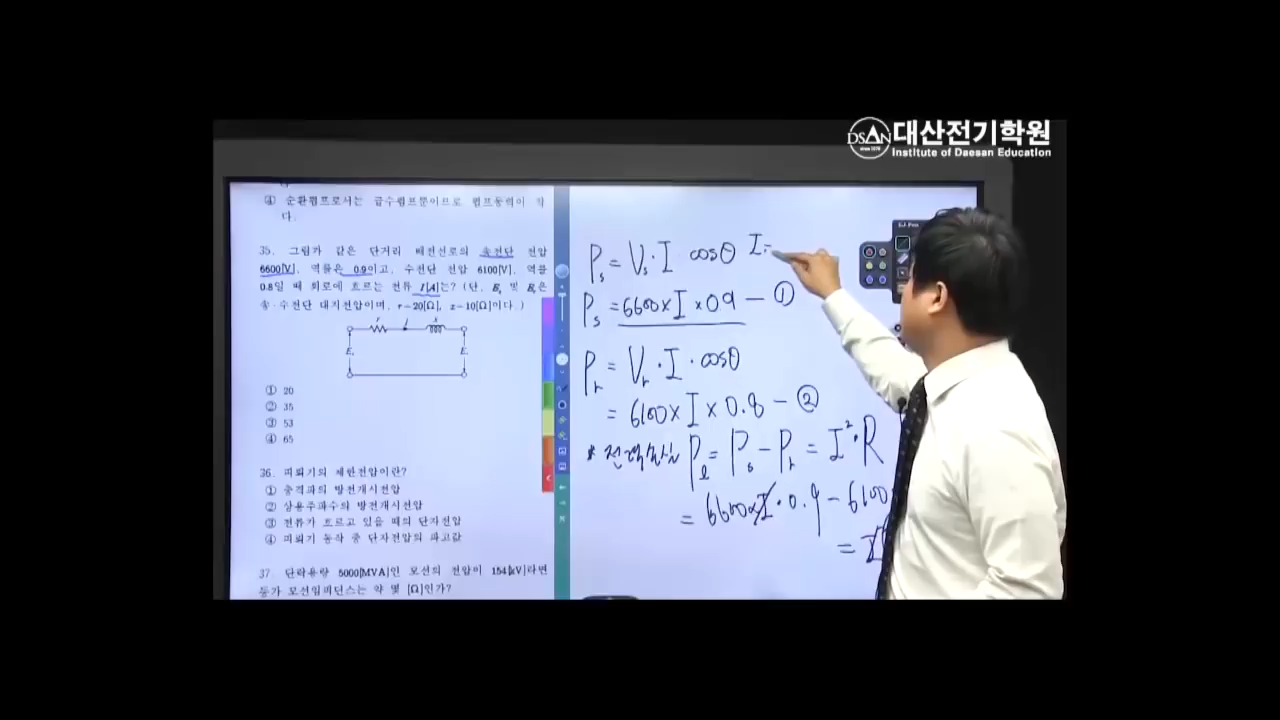 DSAN
since 1978
대산전기학원
Institute of Daesan Education
④ 순환펌프로서는 급수펌프뿐이므로 펌프동력이 작
다.
35. 그림과 같은 단거리 배전선로의 송전단 전압
6600[V], 역률은 0.9이고, 수전단 전압 6100[V], 역률
0.8일 때 회로에 흐르는 전류 I[A]는? (단, Es 및 Er은
송·수전단 대지전압이며, r=20[Ω], x=10[Ω]이다.)
r I x
Es Er
① 20
② 35
③ 53
④ 65
36. 피뢰기의 제한전압이란?
① 충격파의 방전개시전압
② 상용주파수의 방전개시전압
③ 전류가 흐르고 있을 때의 단자전압
④ 피뢰기 동작 중 단자전압의 파고값
37. 단락용량 5000[MVA]인 모선의 전압이 154[kV]라면
등가 모선임피던스는 약 몇 [Ω]인가?
Ps = Vs · I cosθ I =
Ps = 6600 × I × 0.9 — ①
Pr = Vr · I · cosθ
= 6100 × I × 0.8 — ②
* 전력손실 Pl = Ps − Pr = I² · R
= 6600 × I · 0.9 − 6100
=